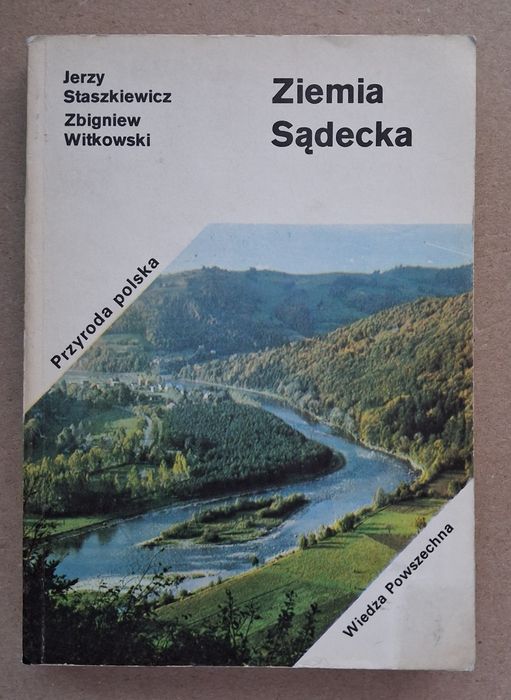 Jerzy
Staszkiewicz
Zbigniew
Witkowski
Ziemia
Sądecka
Przyroda polska
Wiedza Powszechna